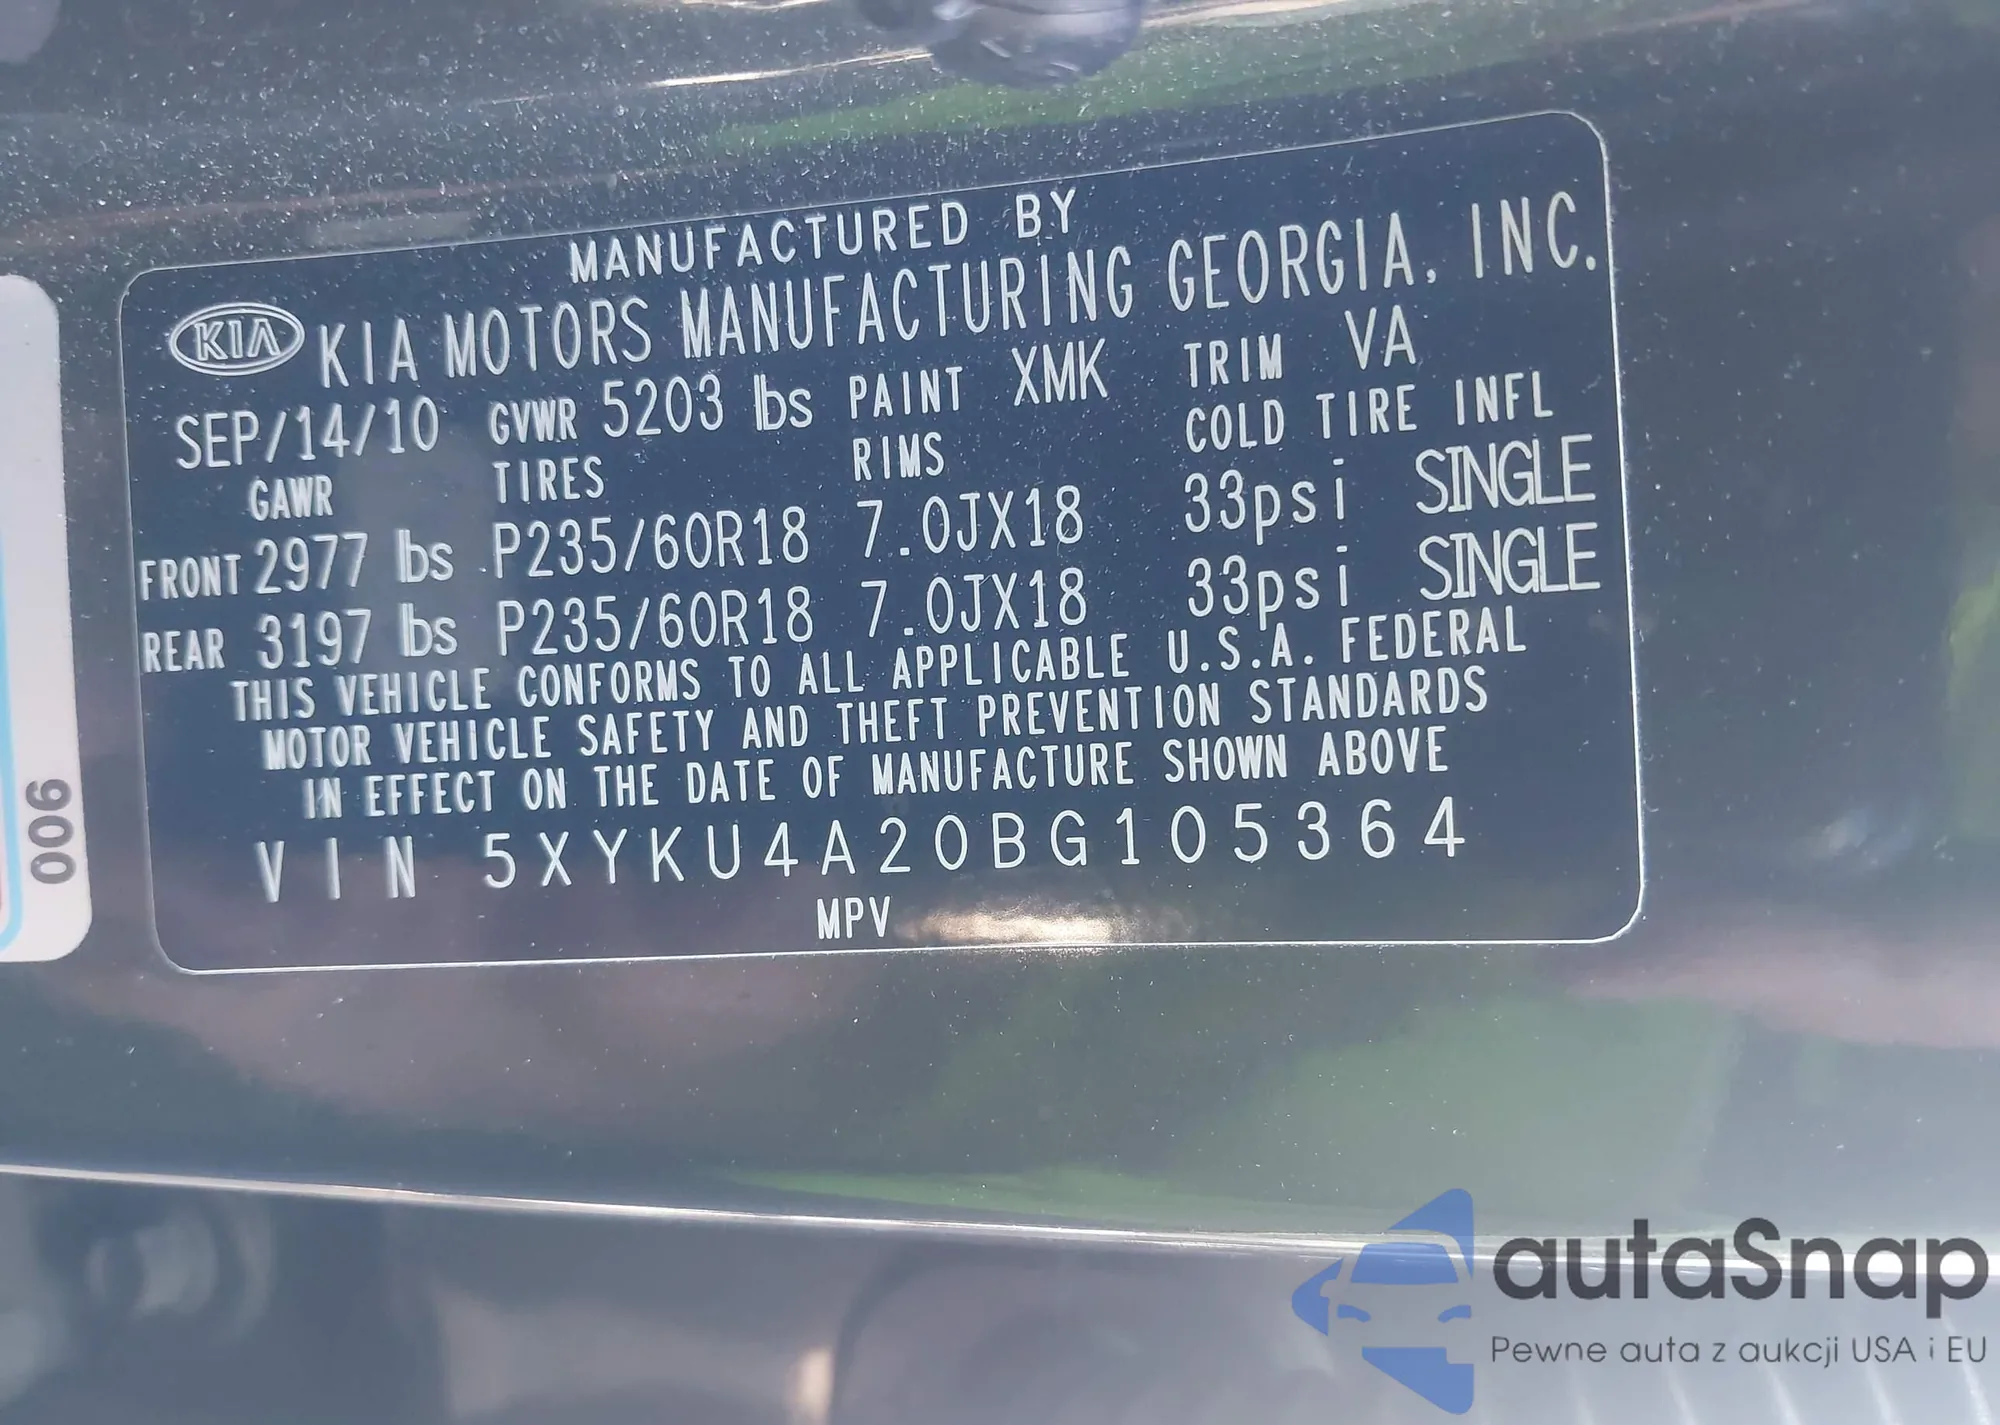 MANUFACTURED BY
KIA KIA MOTORS MANUFACTURING GEORGIA, INC.
SEP/14/10 GVWR 5203 lbs PAINT XMK TRIM VA
GAWR TIRES RIMS COLD TIRE INFL
FRONT 2977 lbs P235/60R18 7.0JX18 33psi SINGLE
REAR 3197 lbs P235/60R18 7.0JX18 33psi SINGLE
THIS VEHICLE CONFORMS TO ALL APPLICABLE U.S.A. FEDERAL
MOTOR VEHICLE SAFETY AND THEFT PREVENTION STANDARDS
IN EFFECT ON THE DATE OF MANUFACTURE SHOWN ABOVE
VIN 5XYKU4A20BG105364
MPV
006
autaSnap
Pewne auta z aukcji USA i EU